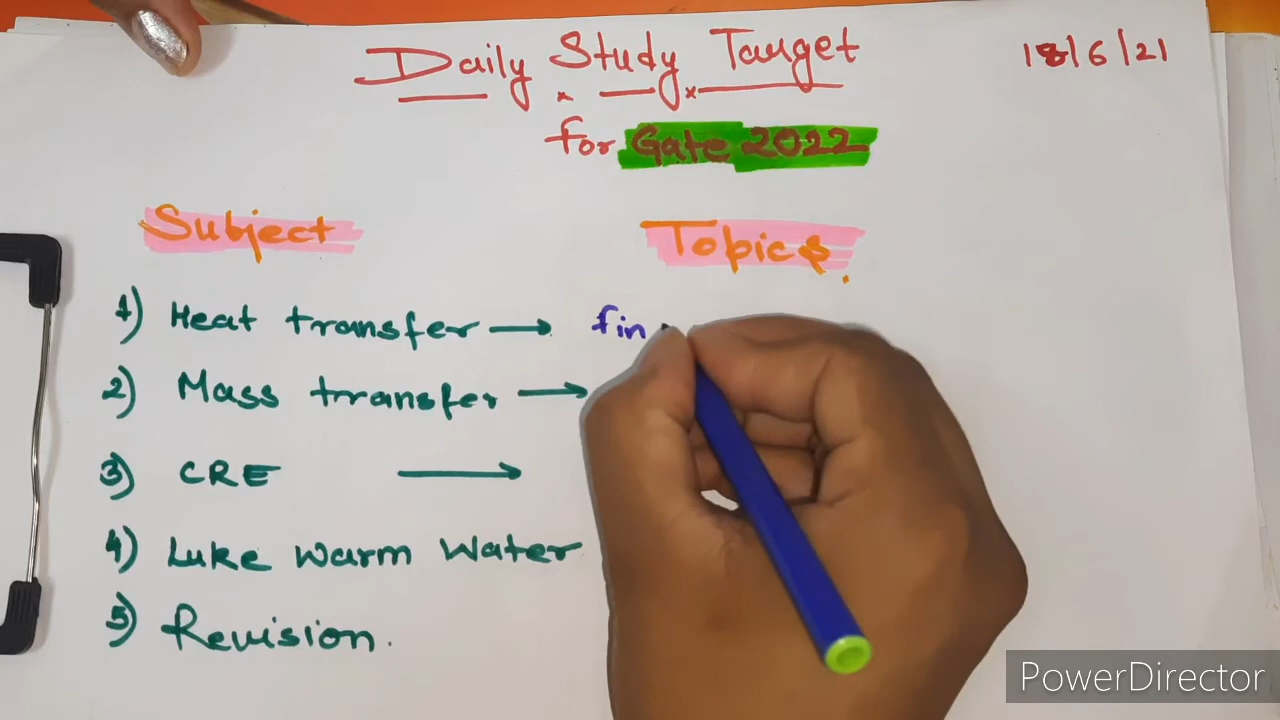 Daily Study Target
18/6/21
for Gate 2022
Subject
Topics.
1) Heat transfer → fin
2) Mass transfer →
3) CRE →
4) Luke Warm Water
5) Revision.
PowerDirector